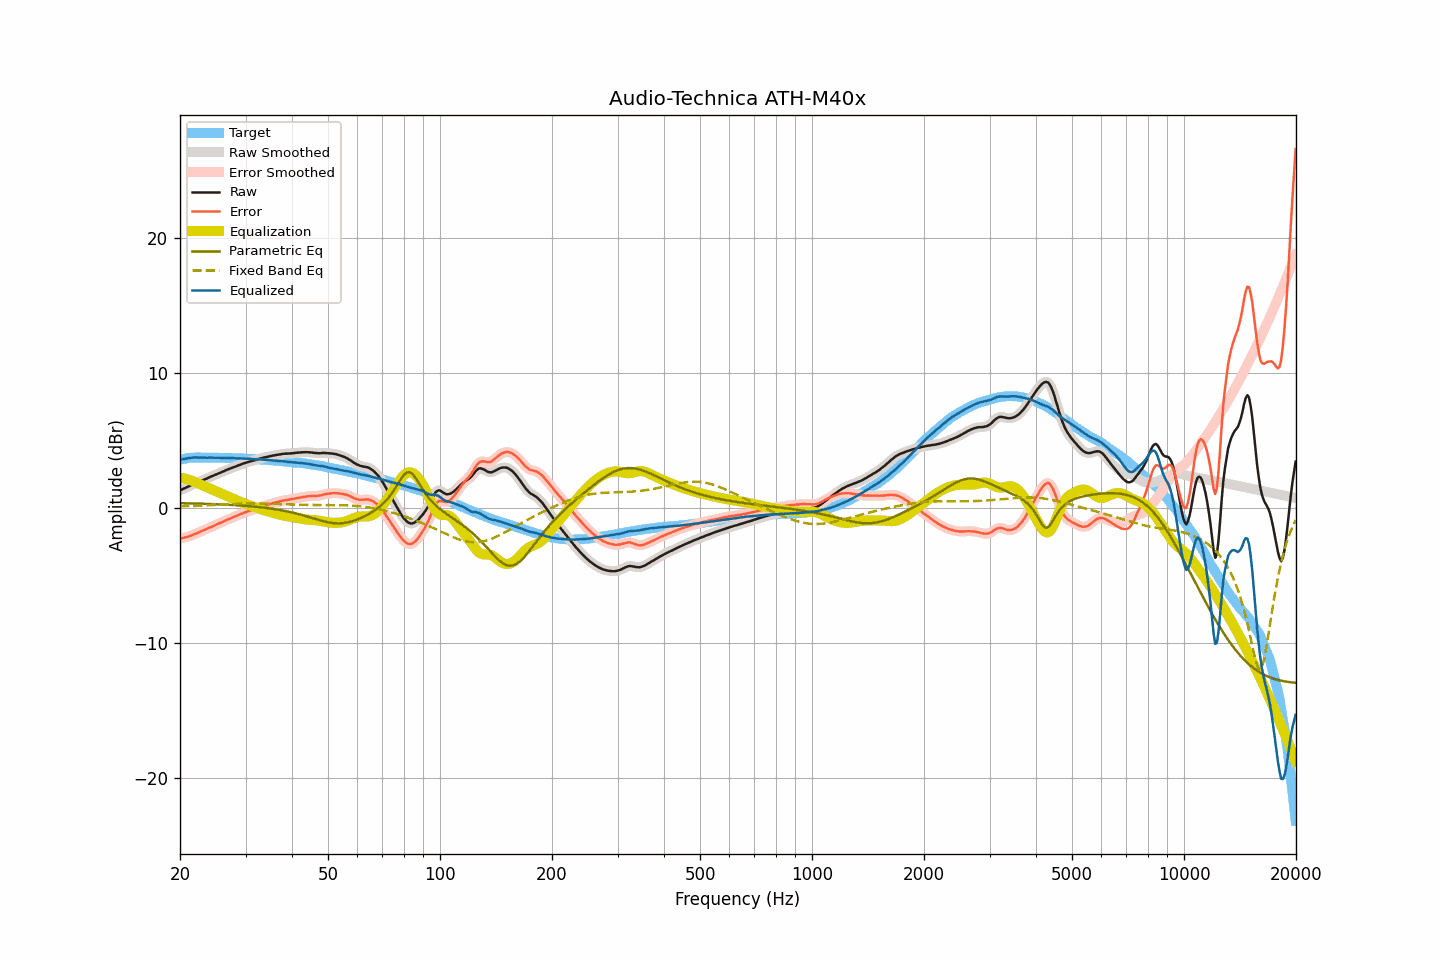 Audio-Technica ATH-M40x
Target
Raw Smoothed
Error Smoothed
Raw
Error
Equalization
Parametric Eq
Fixed Band Eq
Equalized
Amplitude (dBr)
20
10
0
−10
−20
20 50 100 200 500 1000 2000 5000 10000 20000
Frequency (Hz)